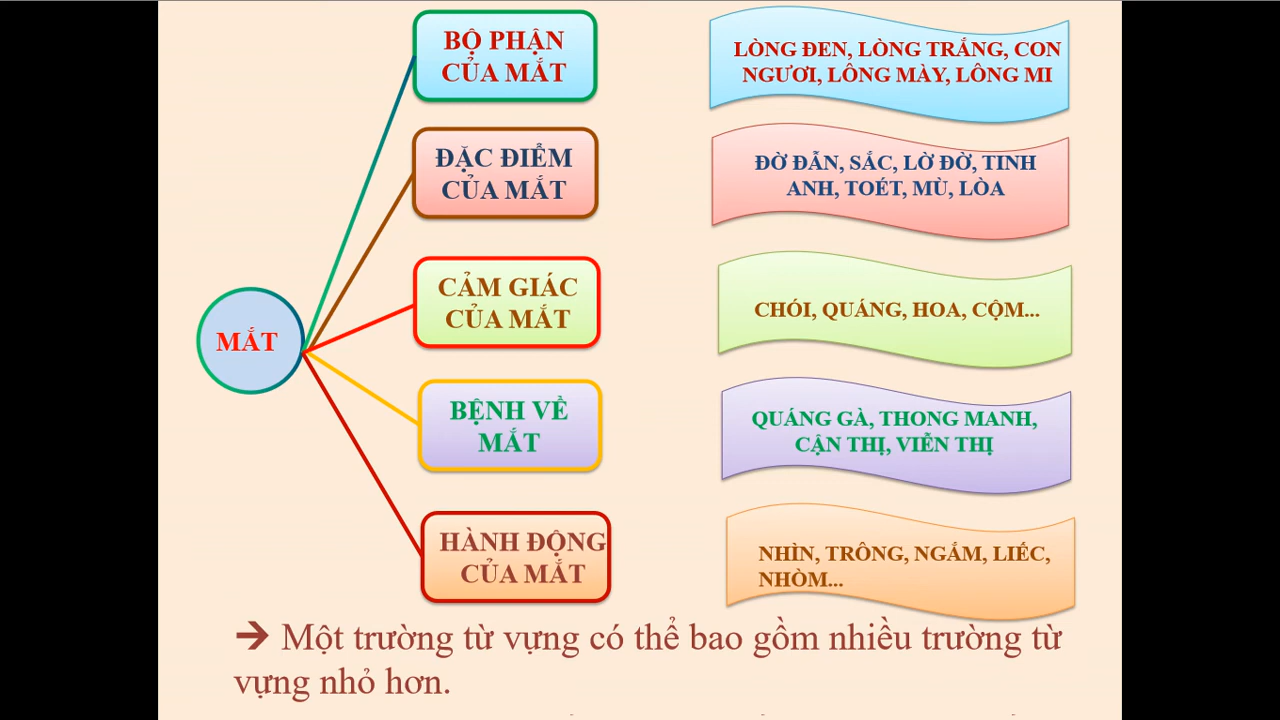 BỘ PHẬN
CỦA MẮT
LÒNG ĐEN, LÒNG TRẮNG, CON
NGƯƠI, LÔNG MÀY, LÔNG MI
ĐẶC ĐIỂM
CỦA MẮT
ĐỜ ĐẪN, SẮC, LỜ ĐỜ, TINH
ANH, TOÉT, MÙ, LÒA
CẢM GIÁC
CỦA MẮT
CHÓI, QUÁNG, HOA, CỘM...
MẮT
BỆNH VỀ
MẮT
QUÁNG GÀ, THONG MANH,
CẬN THỊ, VIỄN THỊ
HÀNH ĐỘNG
CỦA MẮT
NHÌN, TRÔNG, NGẮM, LIẾC,
NHÒM...
➔ Một trường từ vựng có thể bao gồm nhiều trường từ
vựng nhỏ hơn.